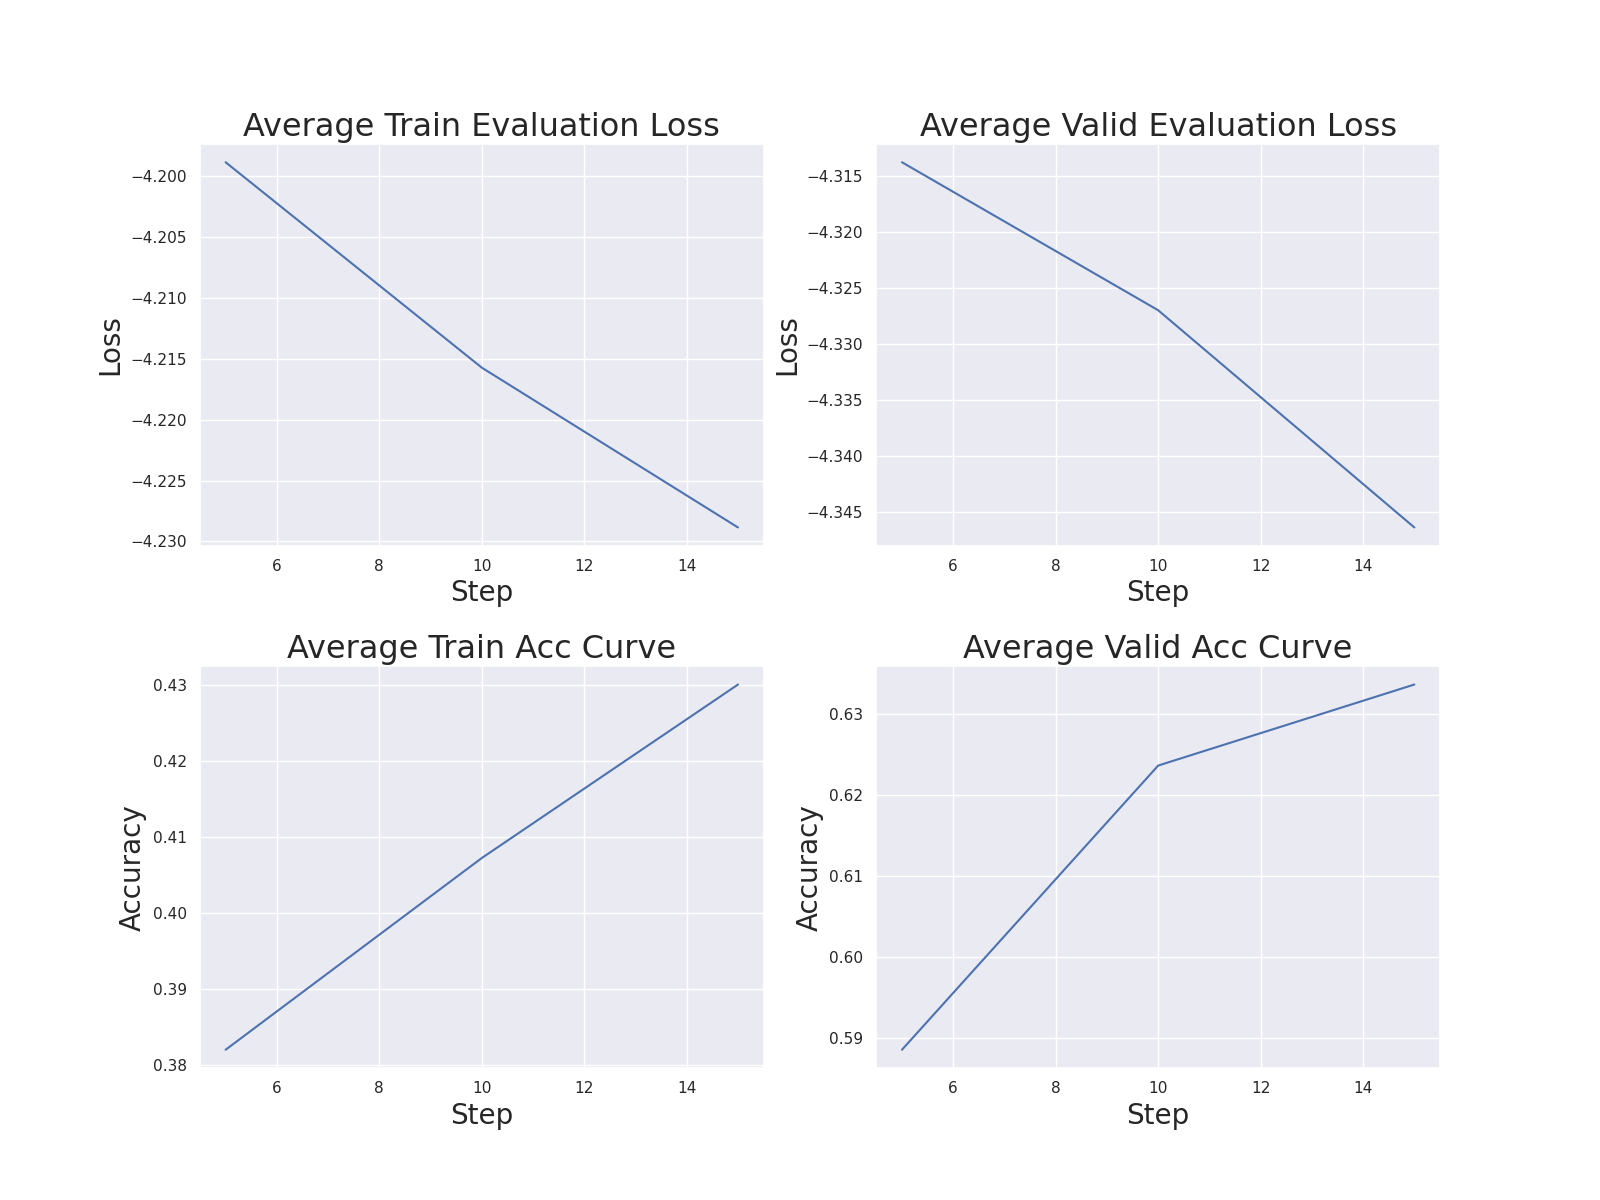 Average Train Evaluation Loss
−4.200
−4.205
−4.210
−4.215
−4.220
−4.225
−4.230
Loss
6 8 10 12 14
Step
Average Valid Evaluation Loss
−4.315
−4.320
−4.325
−4.330
−4.335
−4.340
−4.345
Loss
6 8 10 12 14
Step
Average Train Acc Curve
0.43
0.42
0.41
0.40
0.39
0.38
Accuracy
6 8 10 12 14
Step
Average Valid Acc Curve
0.63
0.62
0.61
0.60
0.59
Accuracy
6 8 10 12 14
Step